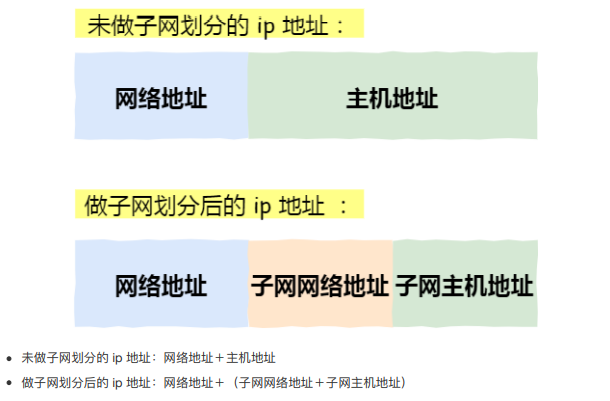 未做子网划分的 ip 地址：
网络地址 主机地址
做子网划分后的 ip 地址 ：
网络地址 子网网络地址 子网主机地址
• 未做子网划分的 ip 地址：网络地址＋主机地址
• 做子网划分后的 ip 地址：网络地址＋（子网网络地址＋子网主机地址）